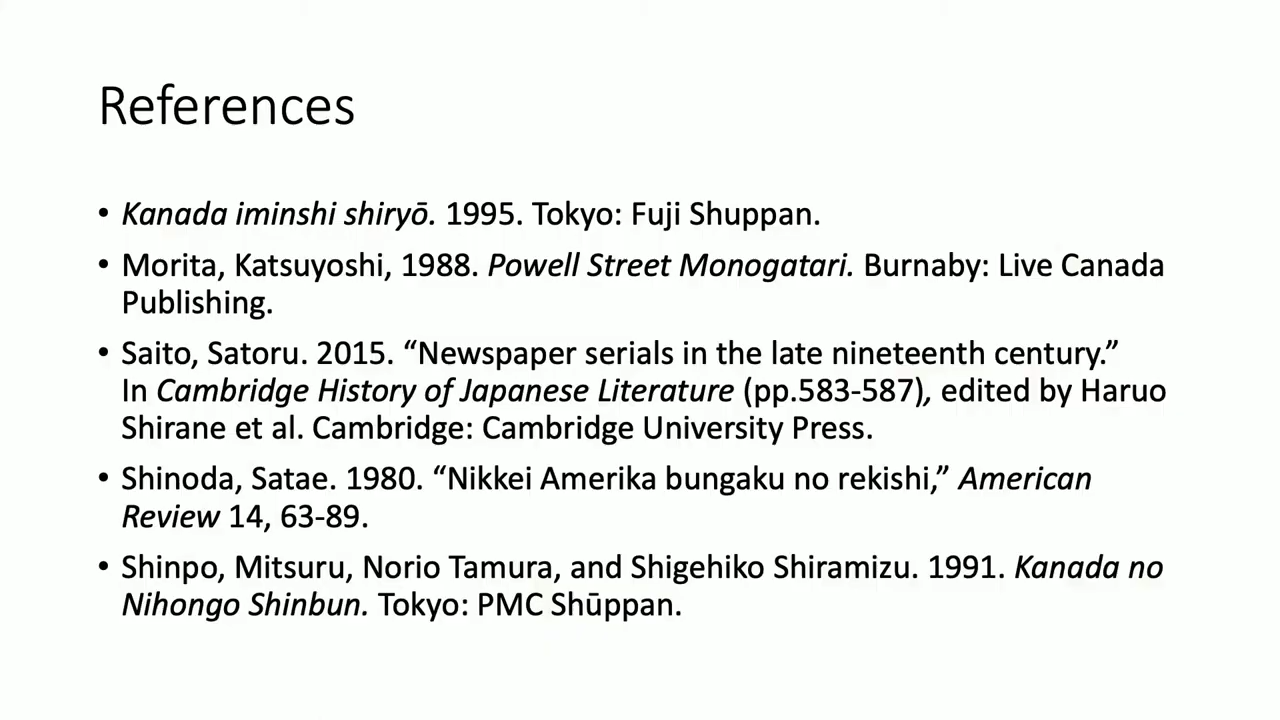 References
• Kanada iminshi shiryō. 1995. Tokyo: Fuji Shuppan.
• Morita, Katsuyoshi, 1988. Powell Street Monogatari. Burnaby: Live Canada
Publishing.
• Saito, Satoru. 2015. “Newspaper serials in the late nineteenth century.”
In Cambridge History of Japanese Literature (pp.583-587), edited by Haruo
Shirane et al. Cambridge: Cambridge University Press.
• Shinoda, Satae. 1980. “Nikkei Amerika bungaku no rekishi,” American
Review 14, 63-89.
• Shinpo, Mitsuru, Norio Tamura, and Shigehiko Shiramizu. 1991. Kanada no
Nihongo Shinbun. Tokyo: PMC Shūppan.